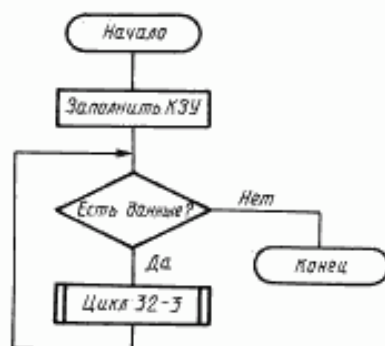 Начало
Заполнить КЗУ
Есть данные?
Нет
Да
Конец
Цикл 32-3